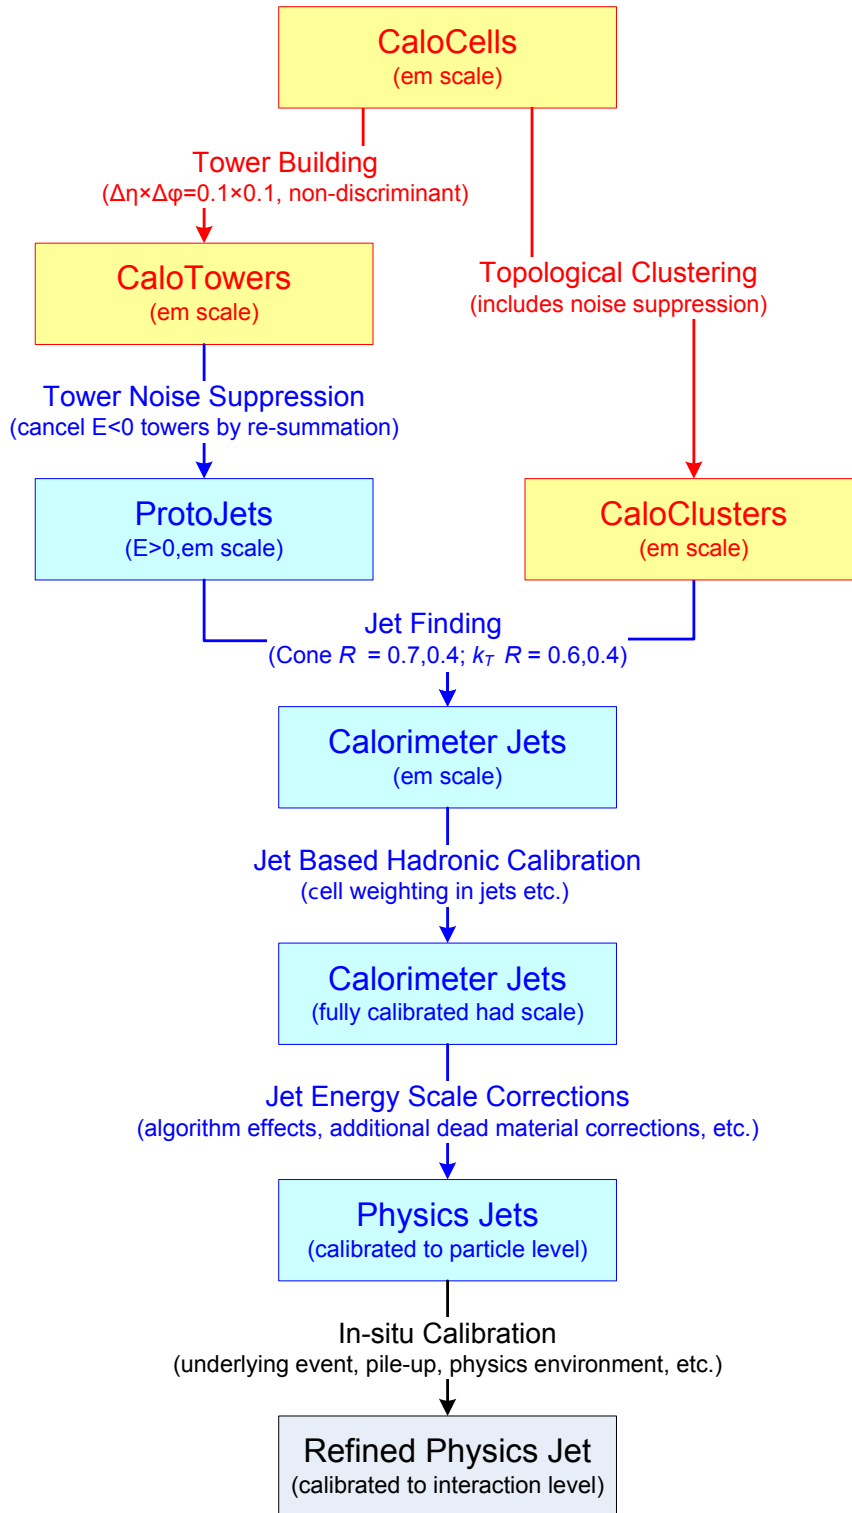 CaloCells
(em scale)
Tower Building
(Δη×Δφ=0.1×0.1, non-discriminant)
CaloTowers
(em scale)
Topological Clustering
(includes noise suppression)
Tower Noise Suppression
(cancel E<0 towers by re-summation)
ProtoJets
(E>0,em scale)
CaloClusters
(em scale)
Jet Finding
(Cone R = 0.7,0.4; kT R = 0.6,0.4)
Calorimeter Jets
(em scale)
Jet Based Hadronic Calibration
(cell weighting in jets etc.)
Calorimeter Jets
(fully calibrated had scale)
Jet Energy Scale Corrections
(algorithm effects, additional dead material corrections, etc.)
Physics Jets
(calibrated to particle level)
In-situ Calibration
(underlying event, pile-up, physics environment, etc.)
Refined Physics Jet
(calibrated to interaction level)